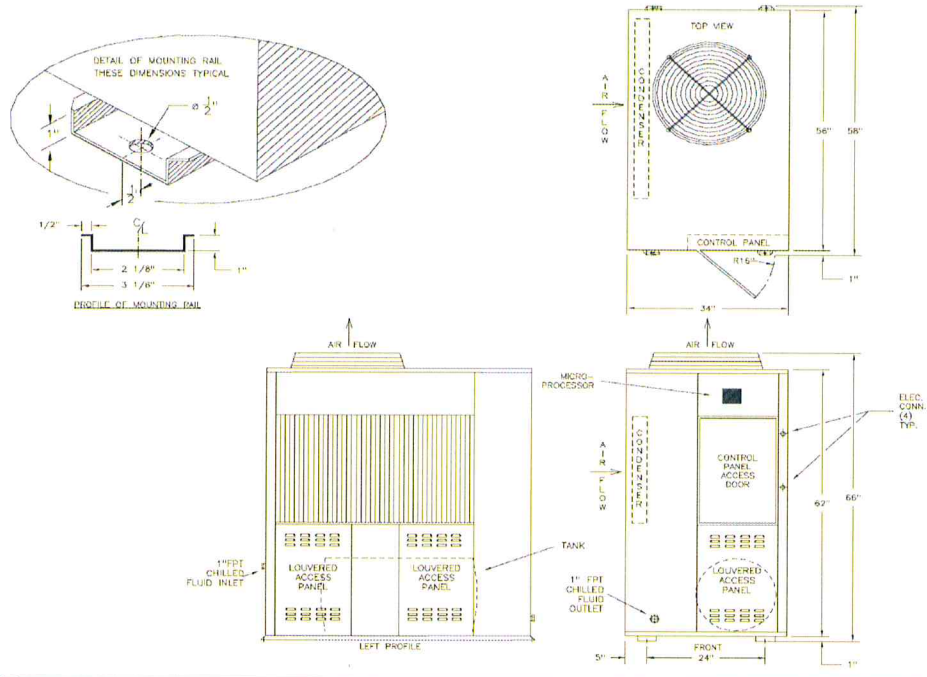 DETAIL OF MOUNTING RAIL
THESE DIMENSIONS TYPICAL
ø 1/2"
1"
1/2"
1/2"
C/L
2 1/8"
3 1/8"
1"
PROFILE OF MOUNTING RAIL
TOP VIEW
AIR FLOW
CONDENSER
56"
58"
CONTROL PANEL
R16"
1"
34"
AIR FLOW
1"FPT
CHILLED
FLUID INLET
LOUVERED
ACCESS
PANEL
LOUVERED
ACCESS
PANEL
TANK
LEFT PROFILE
AIR FLOW
MICRO-
PROCESSOR
ELEC.
CONN.
(4)
TYP.
AIR FLOW
CONDENSER
CONTROL
PANEL
ACCESS
DOOR
62"
66"
1" FPT
CHILLED
FLUID
OUTLET
LOUVERED
ACCESS
PANEL
FRONT
5"
24"
1"